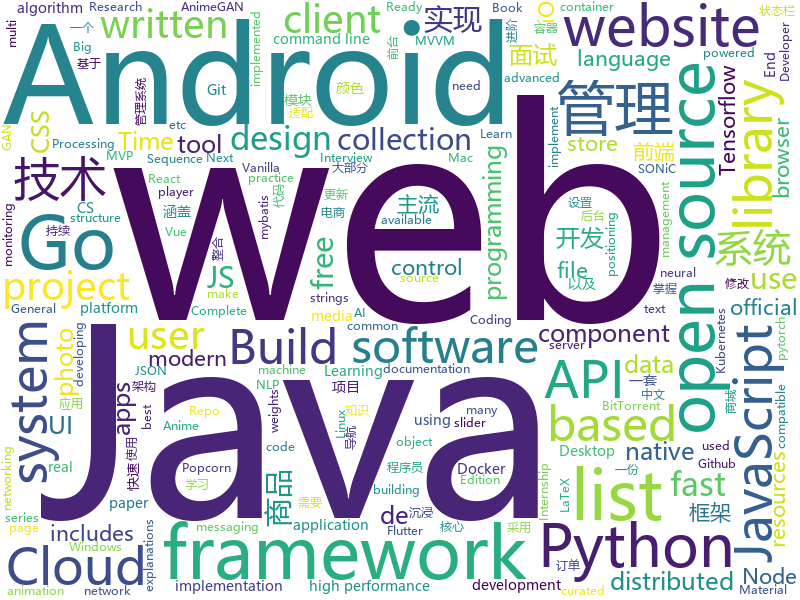 algorithm Research AnimeGAN
multi
一个
Big
基于
written
implemented
client
command line
Ready
前台
MVVM
实现
Book
进阶
IO
容器
container
状态栏
Developer
website
Android
language
powered
面试
advanced
End
need
管理
管理系统
Git
模块
颜色
适配
CSS
GAN
Time
tool
design
collection
store
前端
Tensorflow
library
browser
open source
implement
programming
Processing
etc
MVP
Sequence
Next
Vanilla
Interview
大部分
Mac
Learn
SONiC
技术
React
practice
代码
player
available
主流
后台
设置
系统
management
monitoring
CS
structure
涵盖
更新
电商
Go
Vue
mybatis
开发
positioning
持续
整合
JS
free
control
file
以及
use
project
platform
General
make
source
neural
修改
掌握
official
strings
media
AI
common
server
text
Kubernetes
web
Java
user
Build
software
component
Complete
Coding
modern
developing
JSON
Learning
documentation
machine
API
data
JavaScript
system
photo
apps
架构
best
NLP
项目
using
many
based
一套
中文
商城
pytorch
UI
应用
快速
使用
Repo
weights
知识
导航
Linux
object
slider
native
BitTorrent
compatible
Anime
code
Desktop
used
Github
networking
real
Popcorn
程序员
Docker
Edition
list
fast
resources
学习
商品
需要
沉浸
building
一份
LaTeX
Python
框架
paper
series
page
includes
de
application
Flutter
核心
采用
Internship
订单
distributed
Node
Cloud
framework
explanations
messaging
Windows
etc
animation
network
implementation
high performance
development
curated
Material